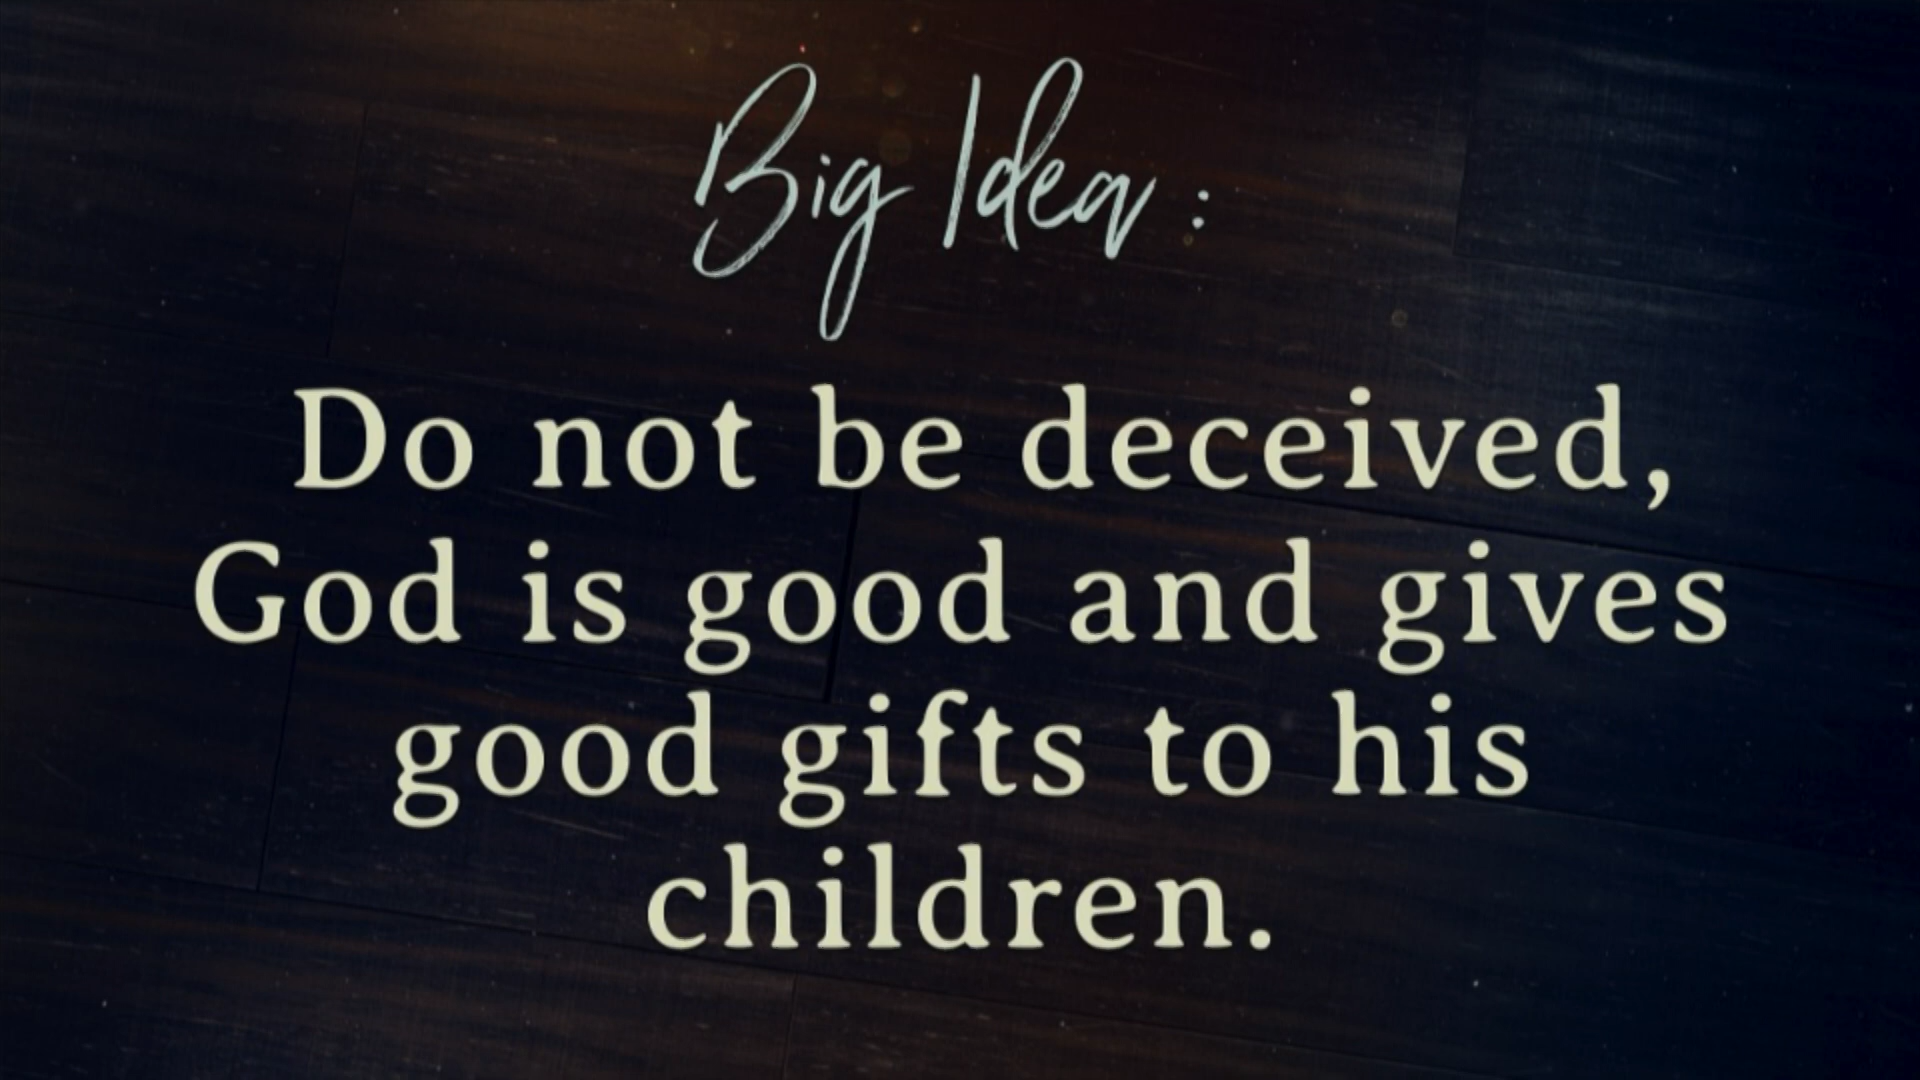 Big Idea :
Do not be deceived,
God is good and gives
good gifts to his
children.